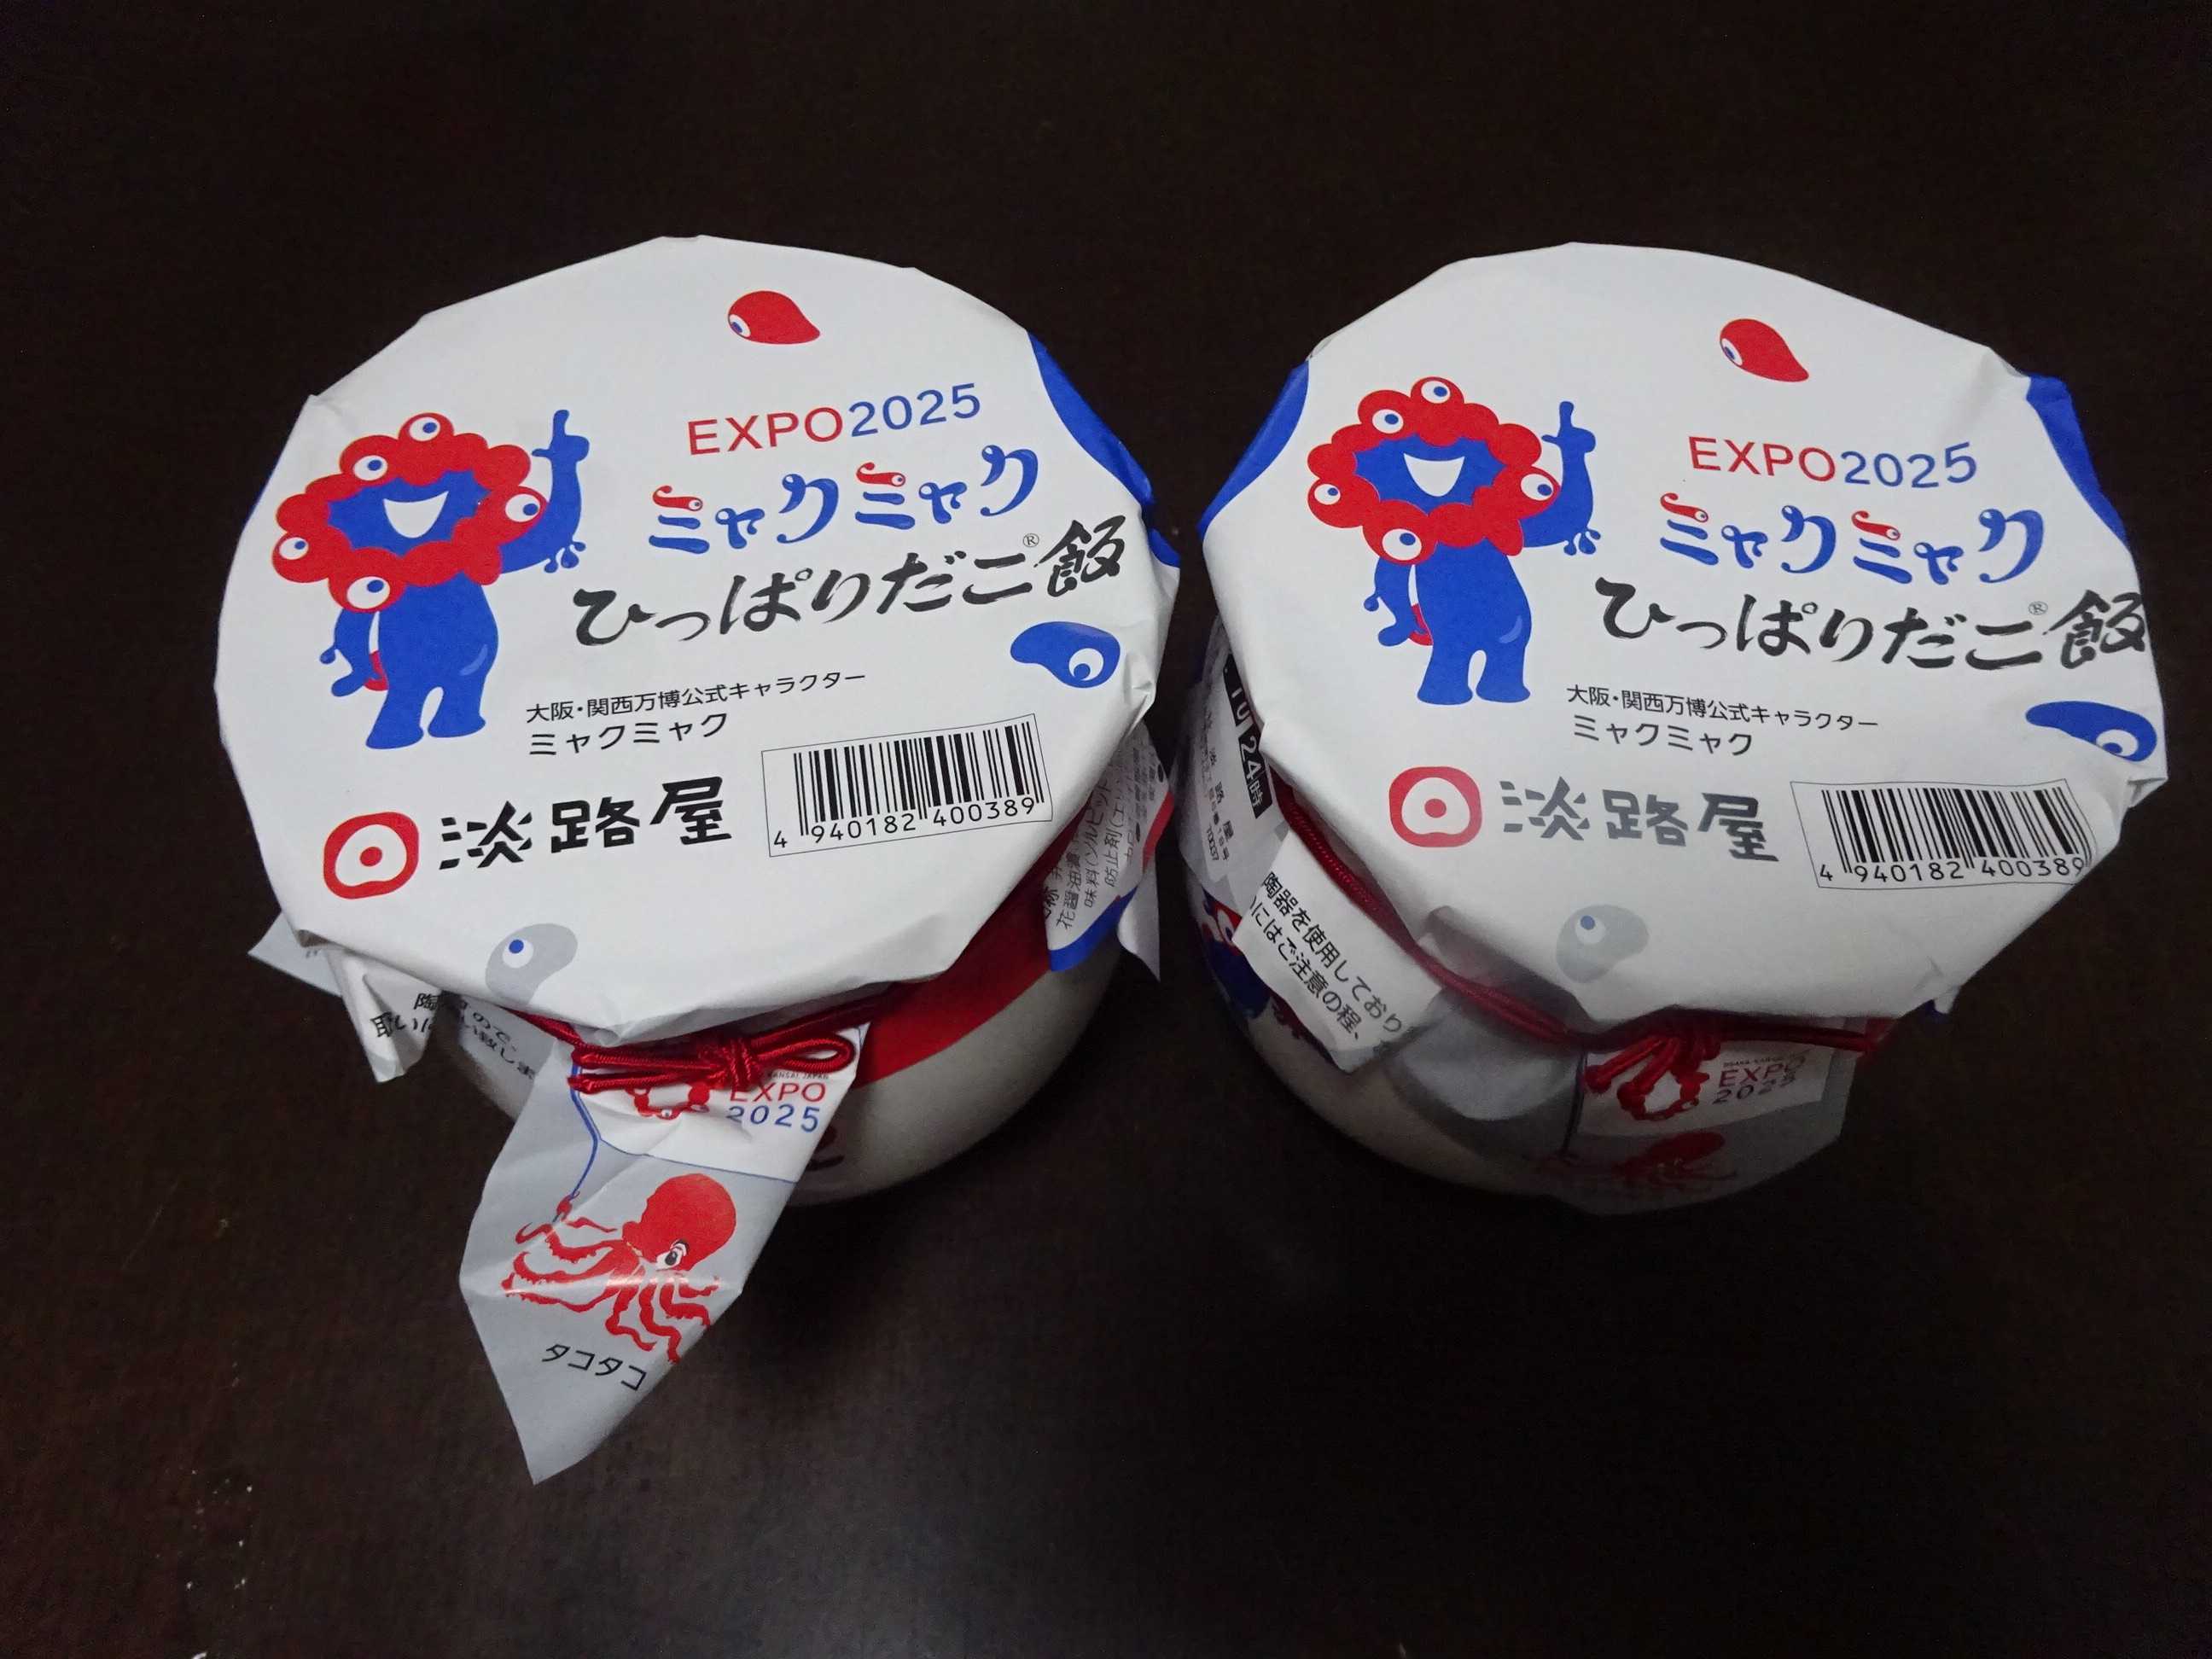 EXPO2025
ミャクミャク
ひっぱりだこ飯
®
大阪・関西万博公式キャラクター
ミャクミャク
淡路屋
4 940182 400389
EXPO
2025
タコタコ
EXPO2025
ミャクミャク
ひっぱりだこ飯
®
大阪・関西万博公式キャラクター
ミャクミャク
淡路屋
4 940182 400389
24時
陶器を使用しており
にはご注意の程、
EXPO